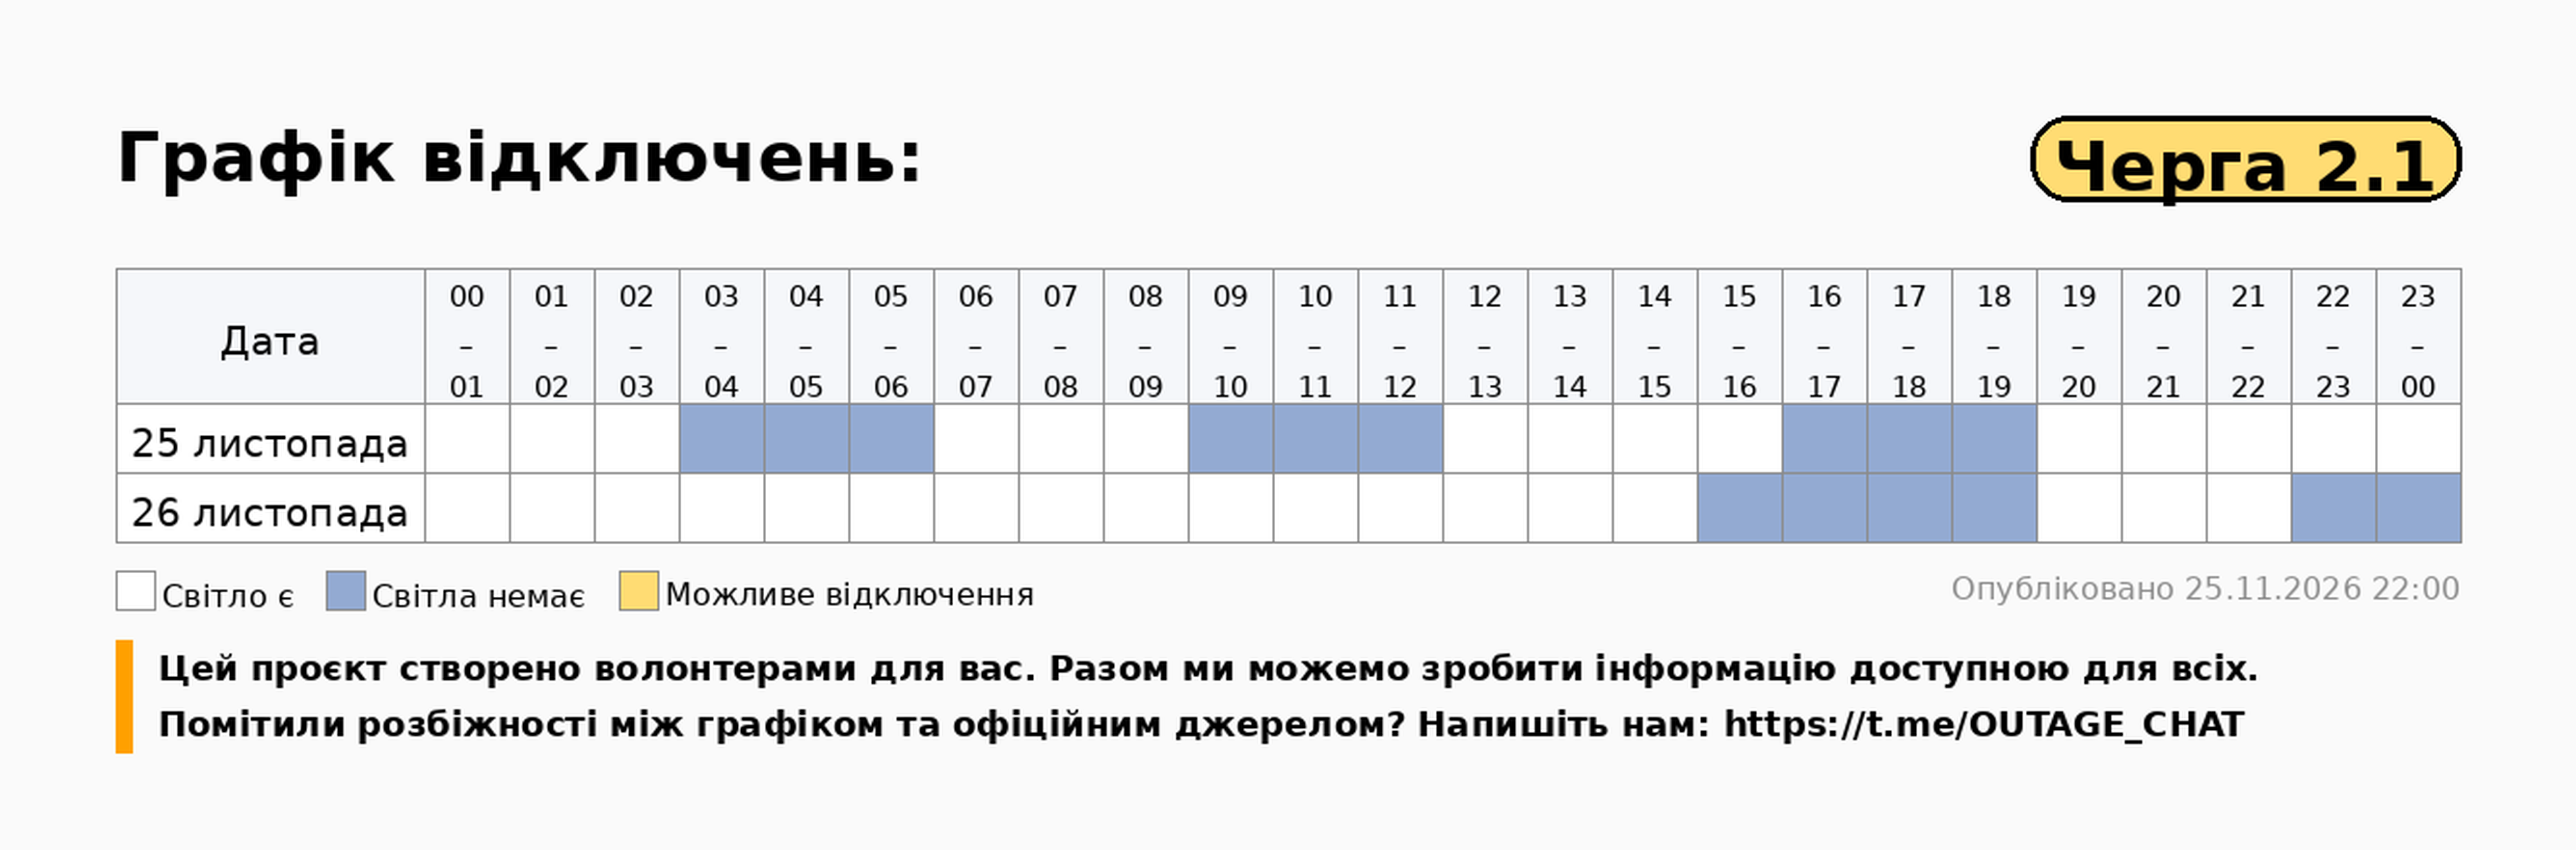 Графік відключень:
Черга 2.1
Дата 00 – 01 01 – 02 02 – 03 03 – 04 04 – 05 05 – 06 06 – 07 07 – 08 08 – 09 09 – 10 10 – 11 11 – 12 12 – 13 13 – 14 14 – 15 15 – 16 16 – 17 17 – 18 18 – 19 19 – 20 20 – 21 21 – 22 22 – 23 23 – 00
25 листопада
26 листопада
Світло є Світла немає Можливе відключення
Опубліковано 25.11.2026 22:00
Цей проєкт створено волонтерами для вас. Разом ми можемо зробити інформацію доступною для всіх.
Помітили розбіжності між графіком та офіційним джерелом? Напишіть нам: https://t.me/OUTAGE_CHAT